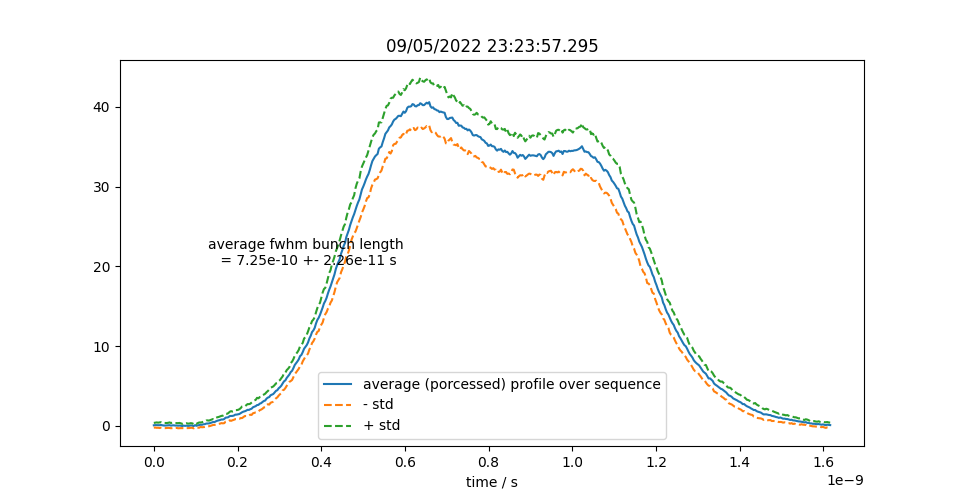 09/05/2022 23:23:57.295
40
30
20
10
0
average fwhm bunch length
= 7.25e-10 +- 2.26e-11 s
average (porcessed) profile over sequence
- std
+ std
0.0 0.2 0.4 0.6 0.8 1.0 1.2 1.4 1.6
1e−9
time / s